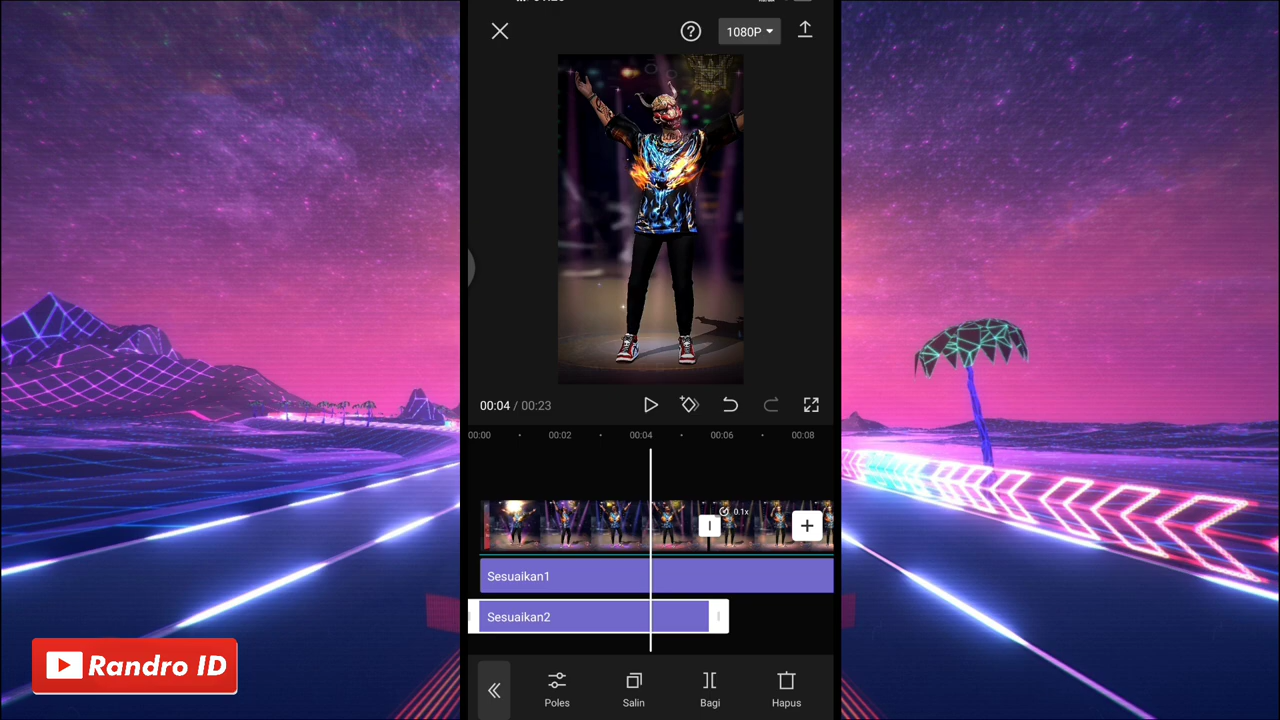 1080P
00:04 / 00:23
00:00
00:02
00:04
00:06
00:08
0.1x
Sesuaikan1
Sesuaikan2
Poles
Salin
Bagi
Hapus
Randro ID